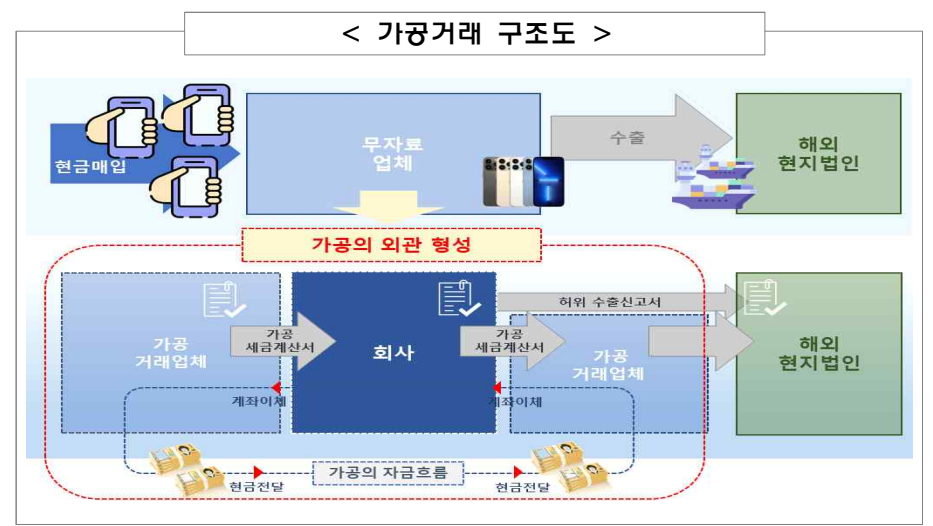 < 가공거래 구조도 >
현금매입
무자료
업체
수출
해외
현지법인
가공의 외관 형성
가공
거래업체
가공
세금계산서
회사
가공
세금계산서
허위 수출신고서
가공
거래업체
해외
현지법인
계좌이체
계좌이체
현금전달
가공의 자금흐름
현금전달